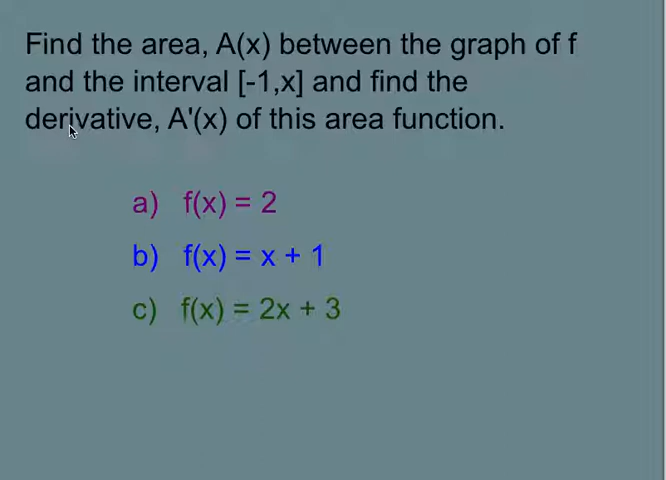 Find the area, A(x) between the graph of f
and the interval [-1,x] and find the
derivative, A'(x) of this area function.
a) f(x) = 2
b) f(x) = x + 1
c) f(x) = 2x + 3